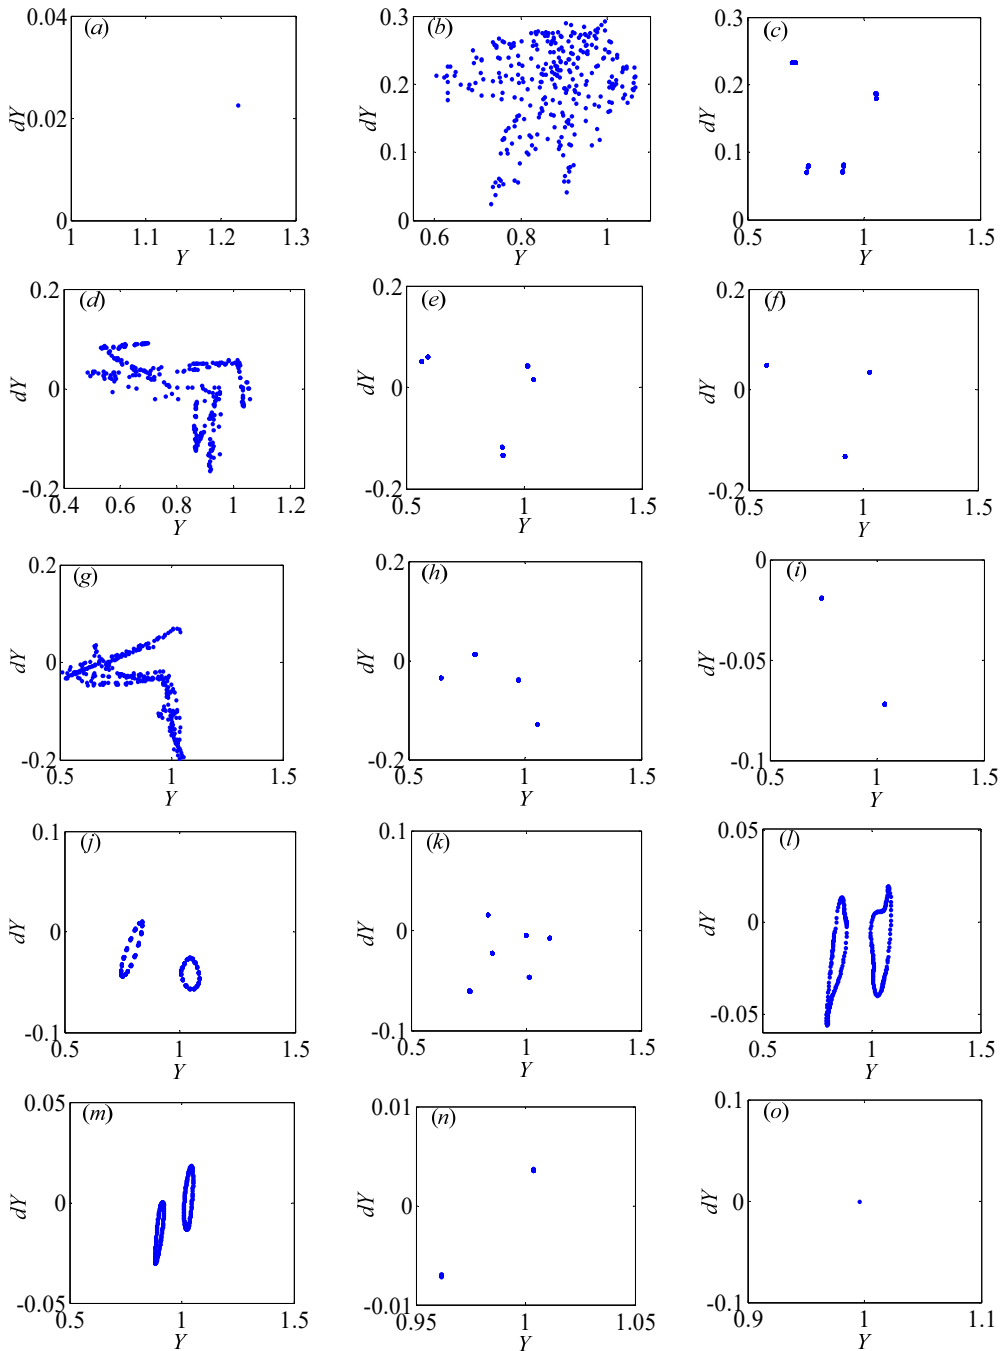 (a)
0.04
0.02
0
dY
1 1.1 1.2 1.3
Y
(b)
0.3
0.2
0.1
0
dY
0.6 0.8 1
Y
(c)
0.3
0.2
0.1
0
dY
0.5 1 1.5
Y
(d)
0.2
0
-0.2
dY
0.4 0.6 0.8 1 1.2
Y
(e)
0.2
0
-0.2
dY
0.5 1 1.5
Y
(f)
0.2
0
-0.2
dY
0.5 1 1.5
Y
(g)
0.2
0
-0.2
dY
0.5 1 1.5
Y
(h)
0.2
0
-0.2
dY
0.5 1 1.5
Y
(i)
0
-0.05
-0.1
dY
0.5 1 1.5
Y
(j)
0.1
0
-0.1
dY
0.5 1 1.5
Y
(k)
0.1
0
-0.1
dY
0.5 1 1.5
Y
(l)
0.05
0
-0.05
dY
0.5 1 1.5
Y
(m)
0.05
0
-0.05
dY
0.5 1 1.5
Y
(n)
0.01
0
-0.01
dY
0.95 1 1.05
Y
(o)
0.1
0
-0.1
dY
0.9 1 1.1
Y